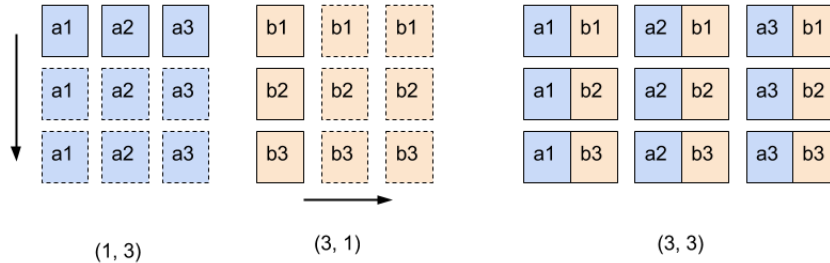 a1 a2 a3 b1 b1 b1 a1 b1 a2 b1 a3 b1
a1 a2 a3 b2 b2 b2 a1 b2 a2 b2 a3 b2
a1 a2 a3 b3 b3 b3 a1 b3 a2 b3 a3 b3
(1, 3) (3, 1) (3, 3)